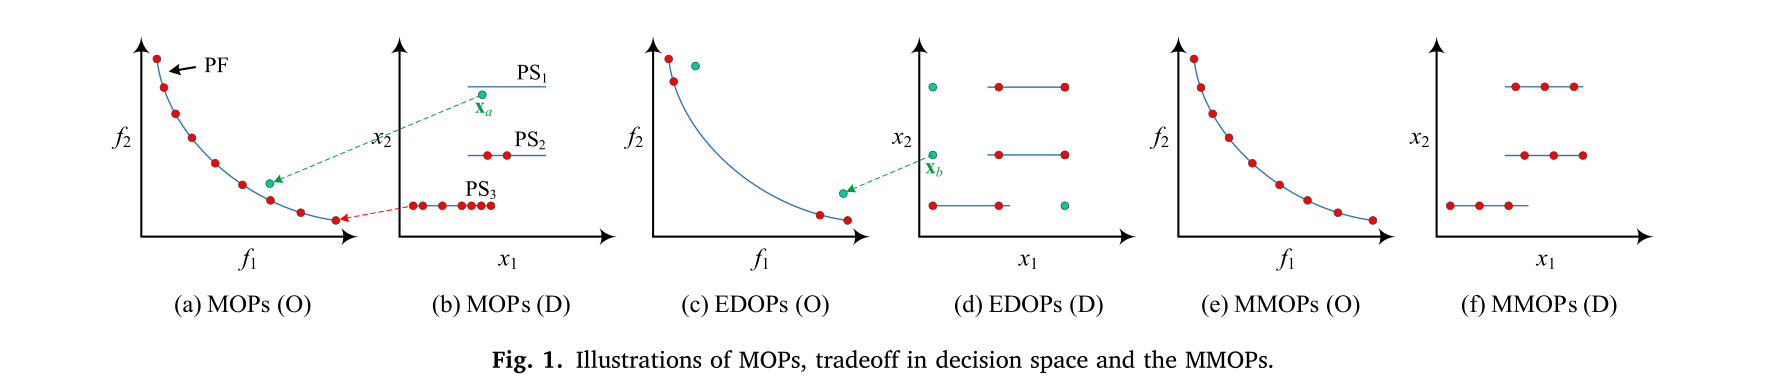 PF
f₂
f₁
(a) MOPs (O)
PS₁
xₐ
x₂
PS₂
PS₃
x₁
(b) MOPs (D)
f₂
f₁
(c) EDOPs (O)
x₂
x_b
x₁
(d) EDOPs (D)
f₂
f₁
(e) MMOPs (O)
x₂
x₁
(f) MMOPs (D)
Fig. 1. Illustrations of MOPs, tradeoff in decision space and the MMOPs.